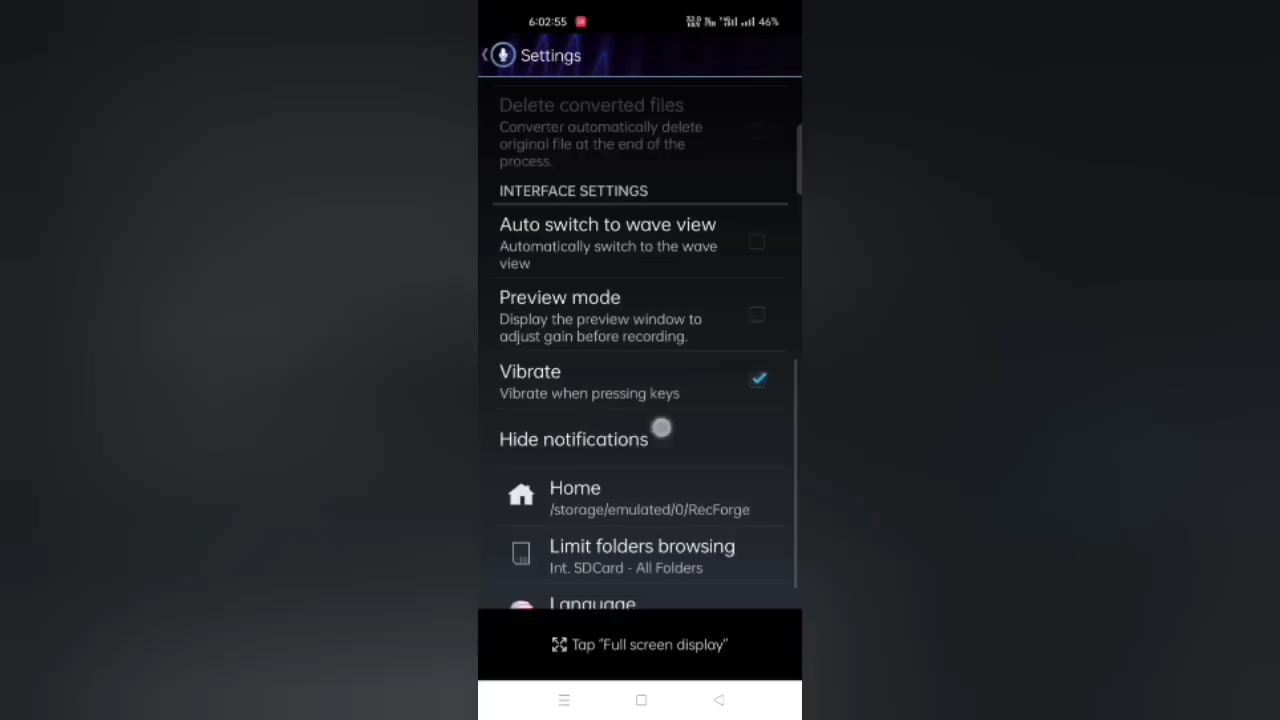 6:02:55
46%
Settings
Delete converted files
Converter automatically delete
original file at the end of the
process.
INTERFACE SETTINGS
Auto switch to wave view
Automatically switch to the wave
view
Preview mode
Display the preview window to
adjust gain before recording.
Vibrate
Vibrate when pressing keys
Hide notifications
Home
/storage/emulated/0/RecForge
Limit folders browsing
Int. SDCard - All Folders
Language
Tap "Full screen display"